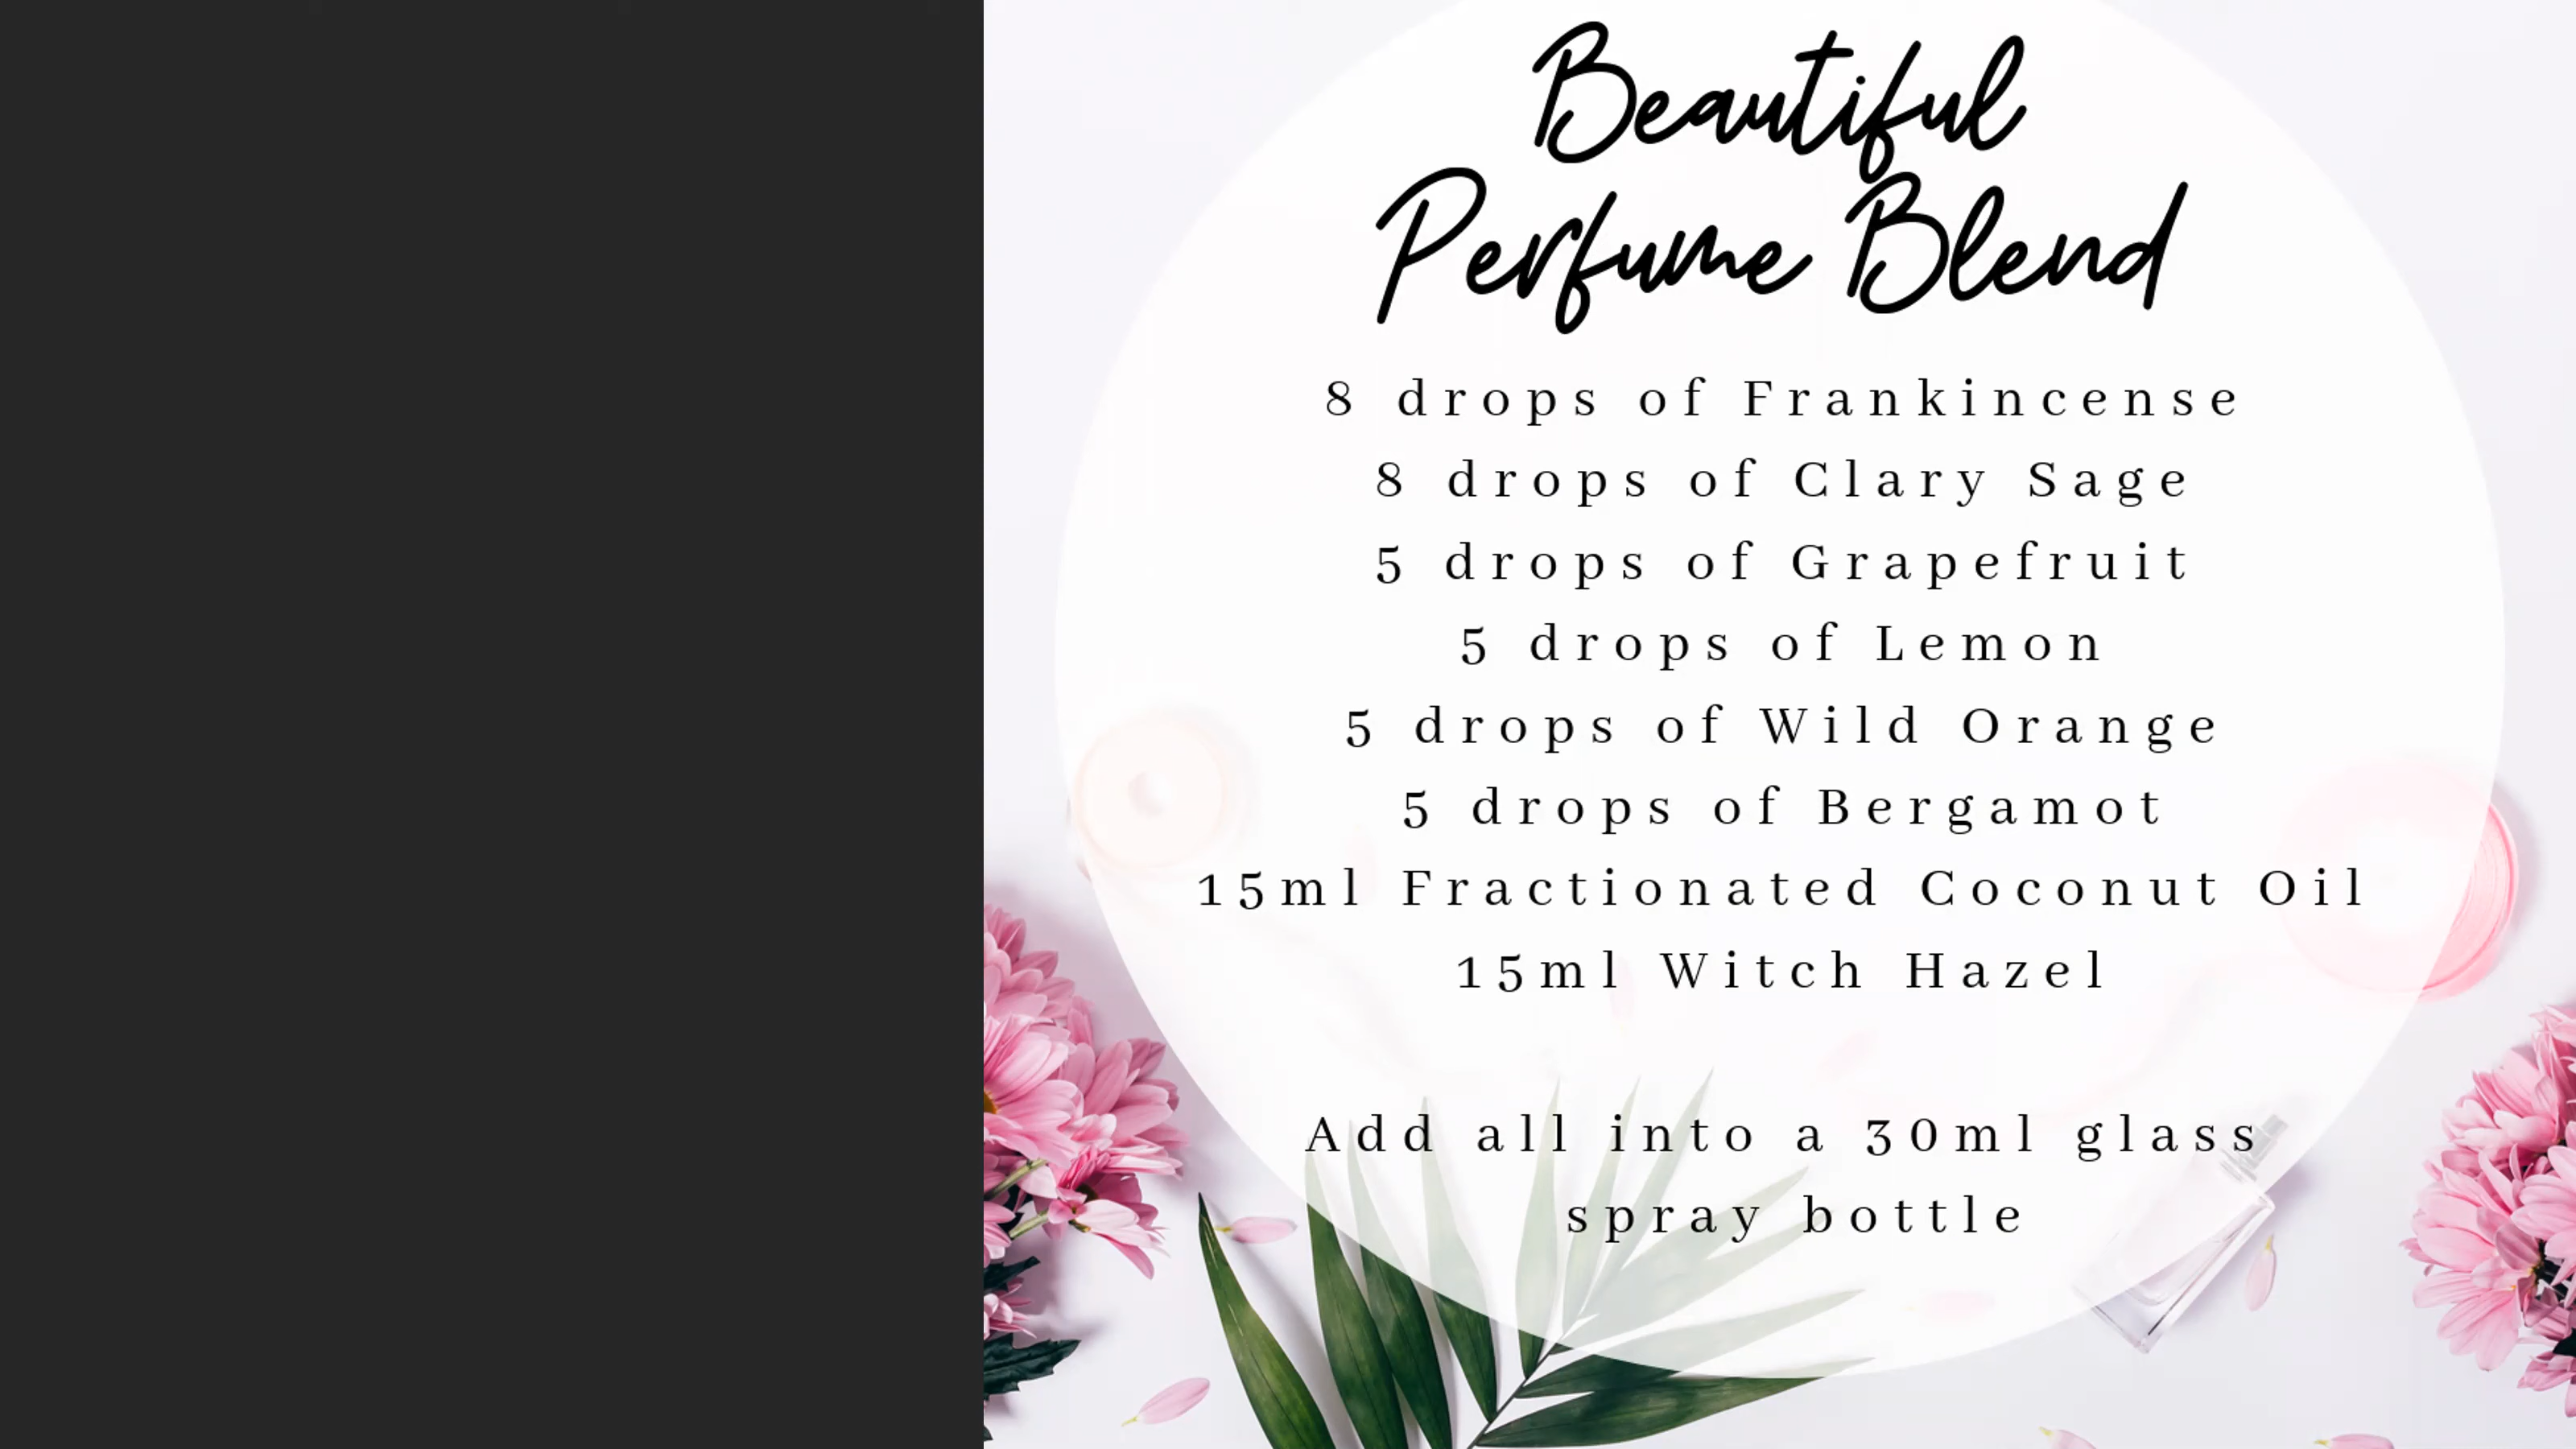 Beautiful
Perfume Blend
8 drops of Frankincense
8 drops of Clary Sage
5 drops of Grapefruit
5 drops of Lemon
5 drops of Wild Orange
5 drops of Bergamot
15ml Fractionated Coconut Oil
15ml Witch Hazel
Add all into a 30ml glass
spray bottle